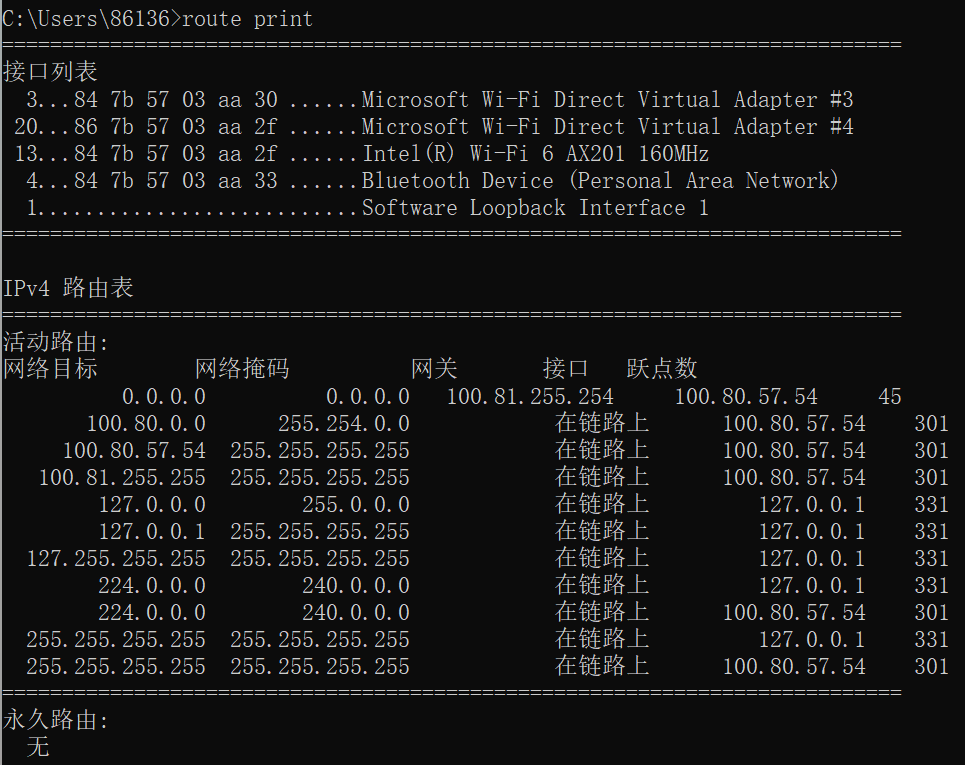 C:\Users\86136>route print
===========================================================================
接口列表
  3...84 7b 57 03 aa 30 ......Microsoft Wi-Fi Direct Virtual Adapter #3
 20...86 7b 57 03 aa 2f ......Microsoft Wi-Fi Direct Virtual Adapter #4
 13...84 7b 57 03 aa 2f ......Intel(R) Wi-Fi 6 AX201 160MHz
  4...84 7b 57 03 aa 33 ......Bluetooth Device (Personal Area Network)
  1...........................Software Loopback Interface 1
===========================================================================
IPv4 路由表
===========================================================================
活动路由:
网络目标        网络掩码          网关       接口   跃点数
          0.0.0.0          0.0.0.0   100.81.255.254     100.80.57.54     45
       100.80.0.0      255.254.0.0            在链路上      100.80.57.54    301
     100.80.57.54  255.255.255.255            在链路上      100.80.57.54    301
   100.81.255.255  255.255.255.255            在链路上      100.80.57.54    301
        127.0.0.0        255.0.0.0            在链路上         127.0.0.1    331
        127.0.0.1  255.255.255.255            在链路上         127.0.0.1    331
  127.255.255.255  255.255.255.255            在链路上         127.0.0.1    331
        224.0.0.0        240.0.0.0            在链路上         127.0.0.1    331
        224.0.0.0        240.0.0.0            在链路上      100.80.57.54    301
  255.255.255.255  255.255.255.255            在链路上         127.0.0.1    331
  255.255.255.255  255.255.255.255            在链路上      100.80.57.54    301
===========================================================================
永久路由:
  无